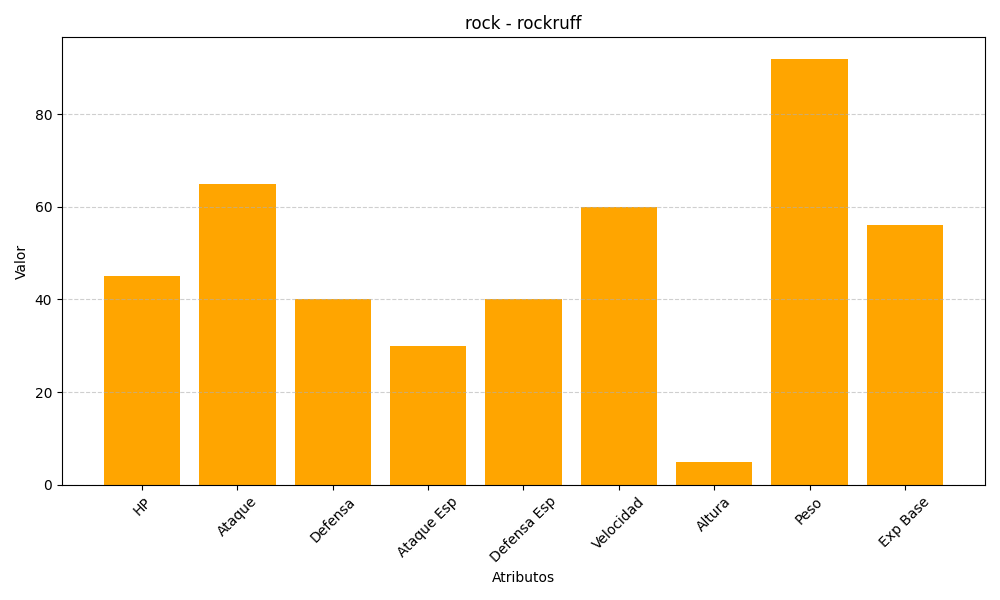 rock - rockruff
Valor
80
60
40
20
0
HP
Ataque
Defensa
Ataque Esp
Defensa Esp
Velocidad
Altura
Peso
Exp Base
Atributos